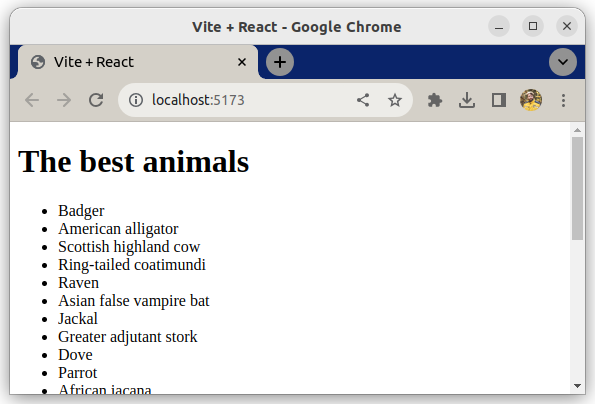 Vite + React - Google Chrome
Vite + React
localhost:5173
The best animals
Badger
American alligator
Scottish highland cow
Ring-tailed coatimundi
Raven
Asian false vampire bat
Jackal
Greater adjutant stork
Dove
Parrot
African jacana